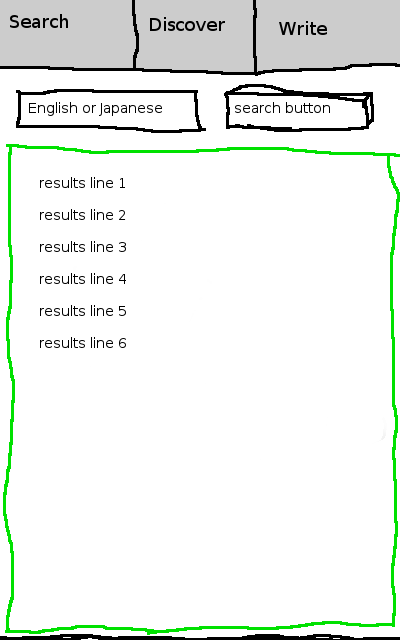 Search
Discover
Write
English or Japanese
search button
results line 1
results line 2
results line 3
results line 4
results line 5
results line 6